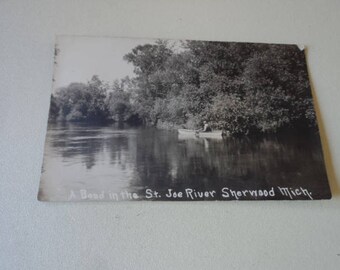 A Bend in the St. Joe River Sherwood Mich.